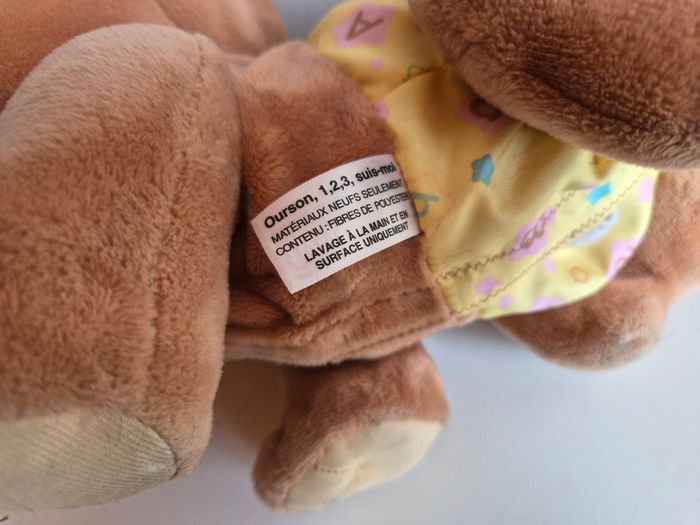 Ourson, 1,2,3, suis-moi
MATÉRIAUX NEUFS SEULEMENT
CONTENU : FIBRES DE POLYESTER
LAVAGE À LA MAIN ET EN
SURFACE UNIQUEMENT
A